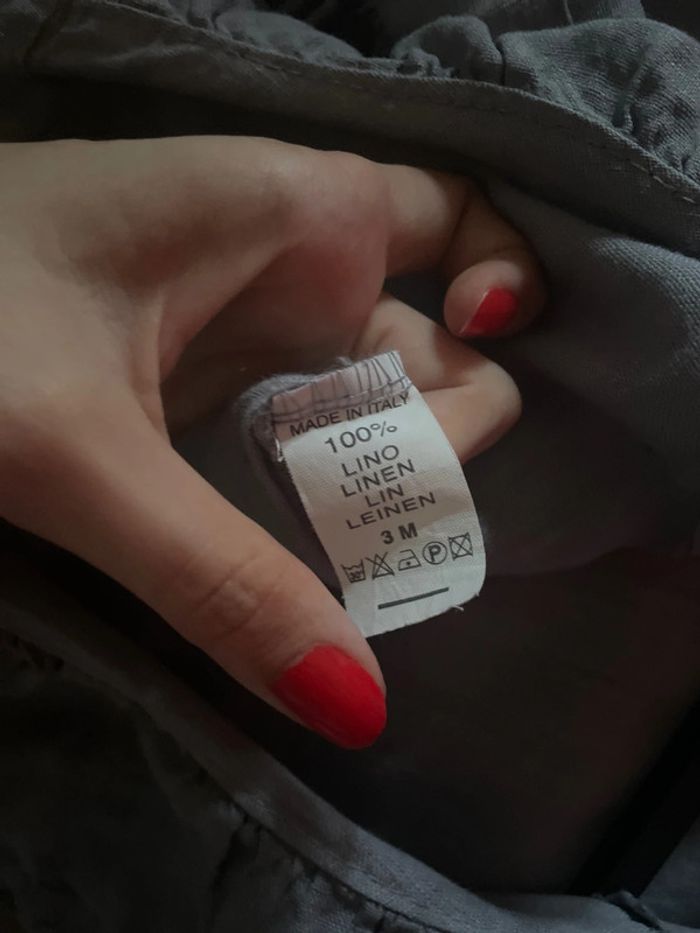 MADE IN ITALY
100%
LINO
LINEN
LIN
LEINEN
3 M
P